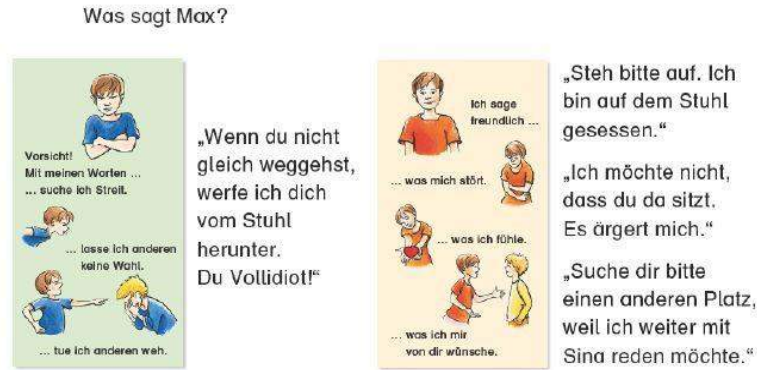 Was sagt Max?
Vorsicht!
Mit meinen Worten ...
... suche ich Streit.
... lasse ich anderen
keine Wahl.
... tue ich anderen weh.
„Wenn du nicht
gleich weggehst,
werfe ich dich
vom Stuhl
herunter.
Du Vollidiot!“
Ich sage
freundlich ...
... was mich stört.
... was ich fühle.
... was ich mir
von dir wünsche.
„Steh bitte auf. Ich
bin auf dem Stuhl
gesessen.“
„Ich möchte nicht,
dass du da sitzt.
Es ärgert mich.“
„Suche dir bitte
einen anderen Platz,
weil ich weiter mit
Sina reden möchte.“